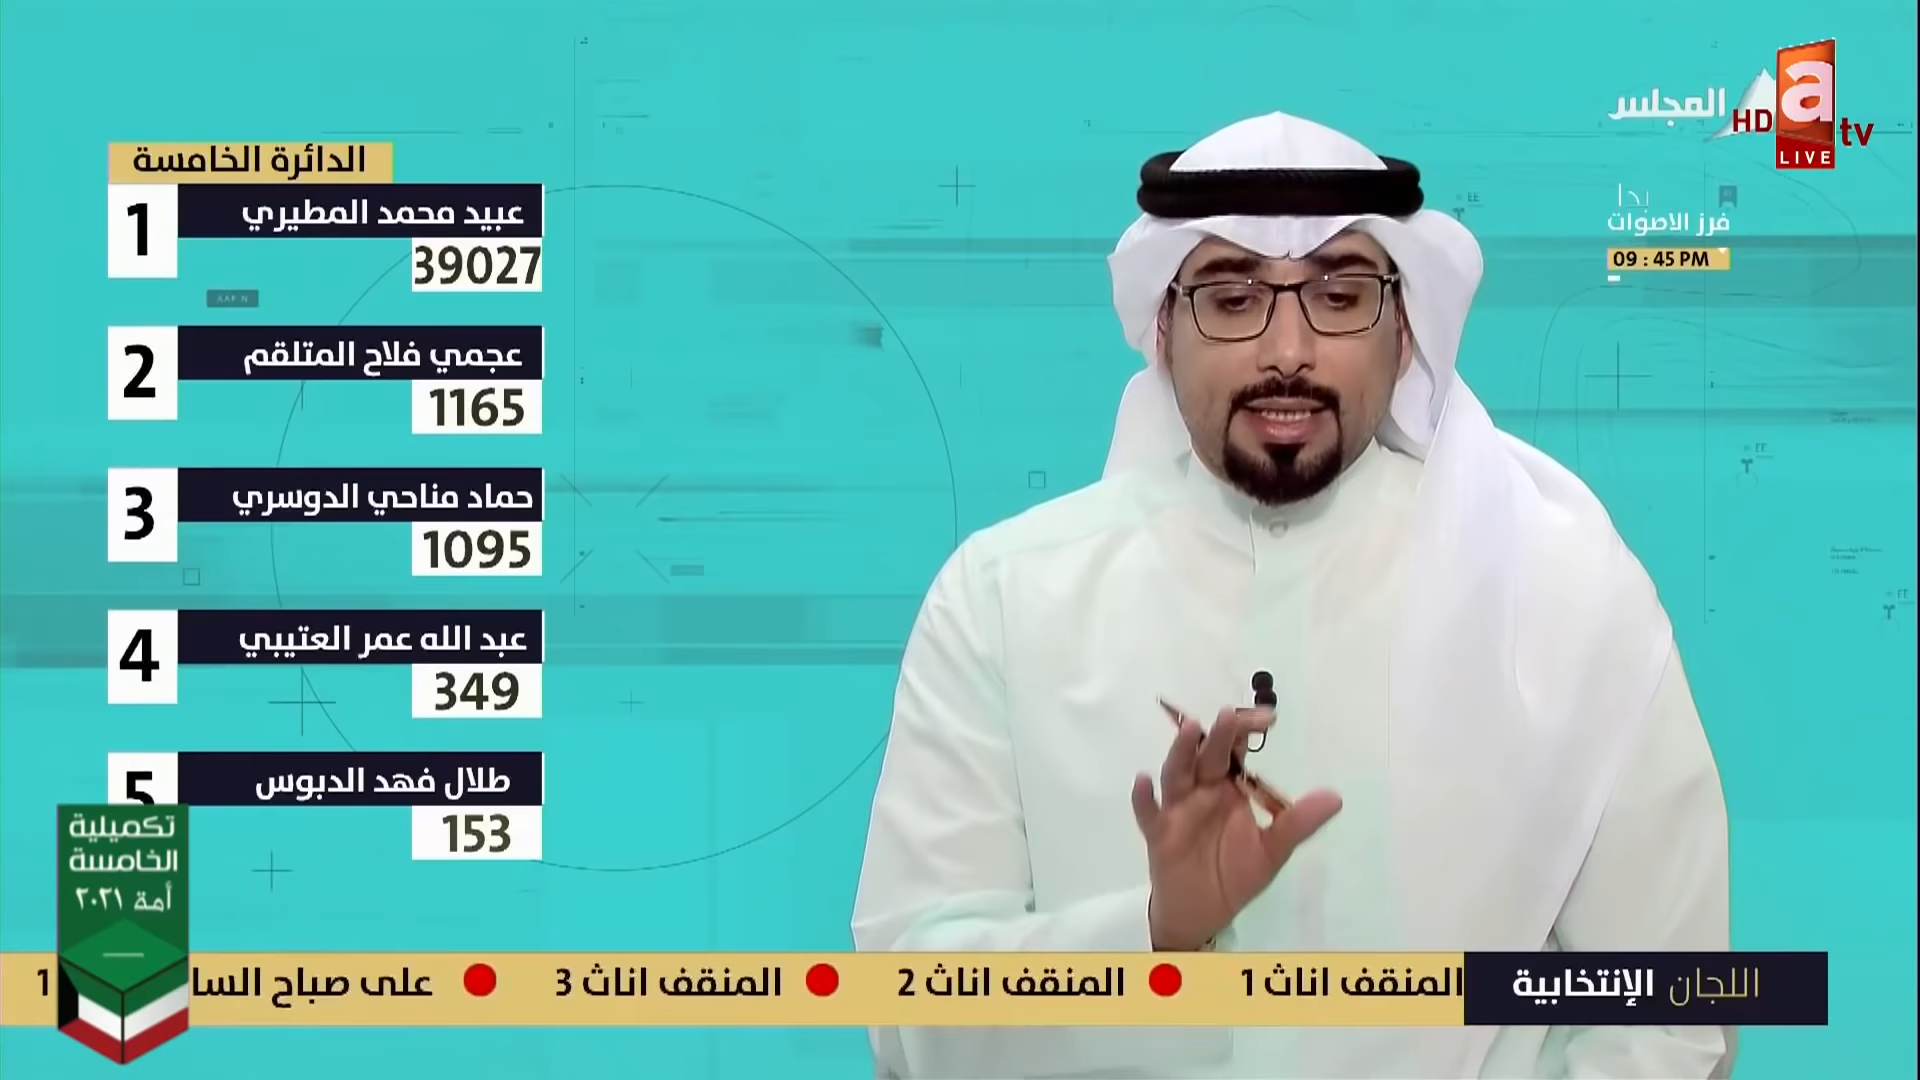 المجلس
HD
a
tv
LIVE
بدا
فرز الاصوات
09 : 45 PM
الدائرة الخامسة
1
عبيد محمد المطيري
39027
2
عجمي فلاح المتلقم
1165
3
حماد مناحي الدوسري
1095
4
عبد الله عمر العتيبي
349
5
طلال فهد الدبوس
153
تكميلية
الخامسة
أمة ٢٠٢١
اللجان الإنتخابية
المنقف اناث 1
المنقف اناث 2
المنقف اناث 3
على صباح السا
1